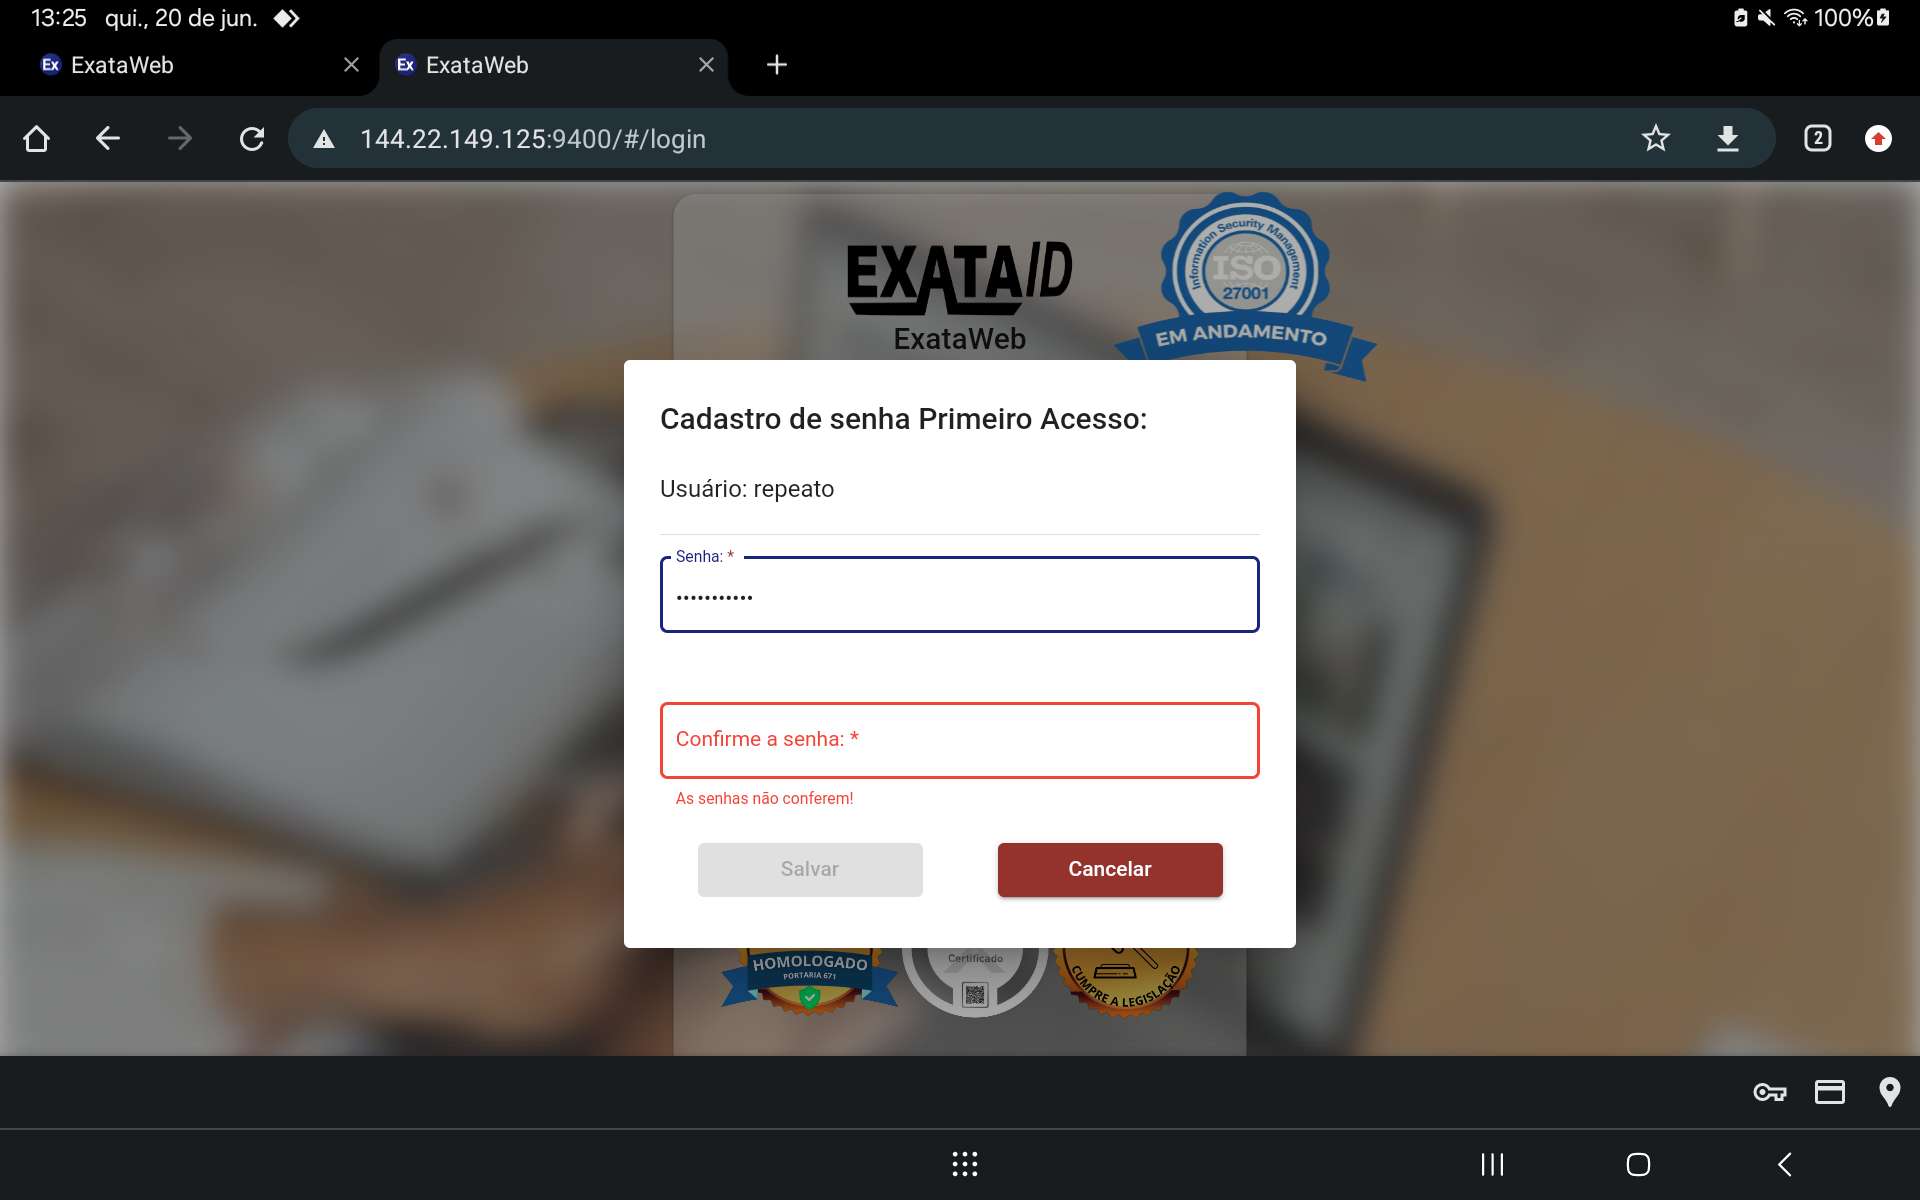 13:25 qui., 20 de jun.
100%
Ex ExataWeb
Ex ExataWeb
144.22.149.125:9400/#/login
2
EXATAID
ExataWeb
Information Security Management
ISO
27001
EM ANDAMENTO
Cadastro de senha Primeiro Acesso:
Usuário: repeato
Senha: *
•••••••••••
Confirme a senha: *
As senhas não conferem!
Salvar
Cancelar
HOMOLOGADO
PORTARIA 671
Certificado
CUMPRE A LEGISLAÇÃO